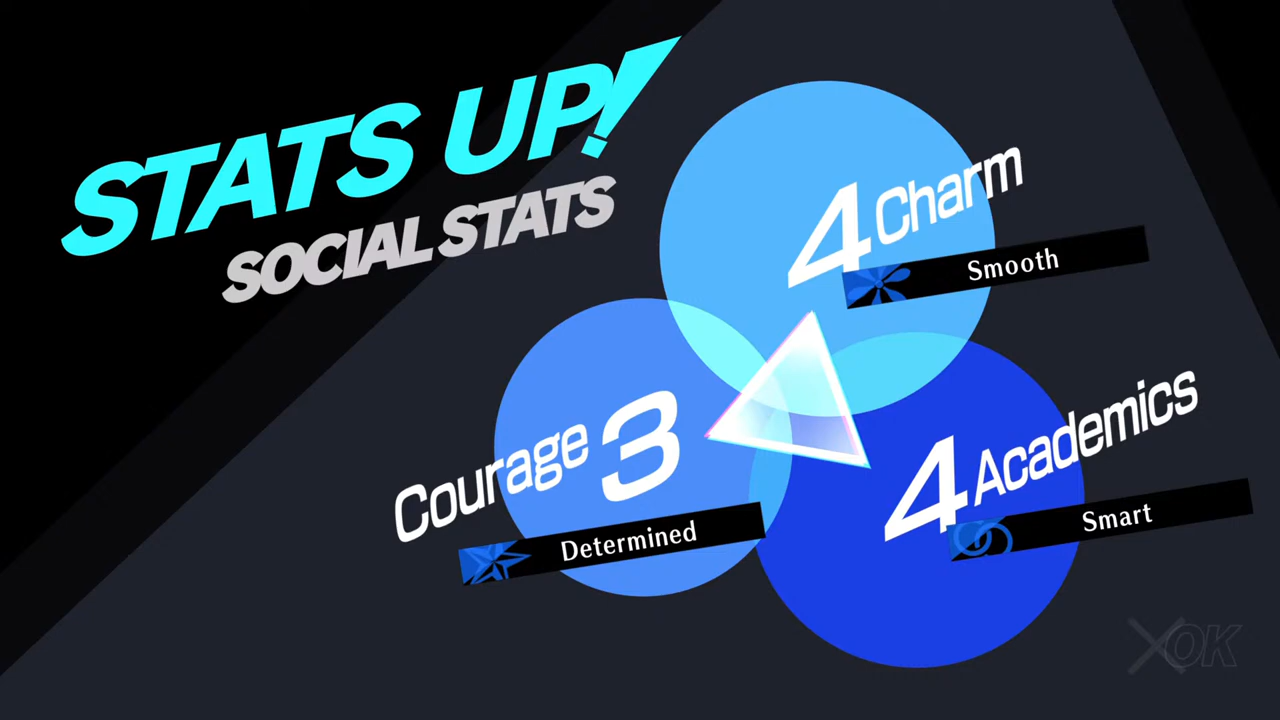 STATS UP!
SOCIAL STATS
4 Charm
Smooth
Courage 3
Determined
4 Academics
Smart
X OK